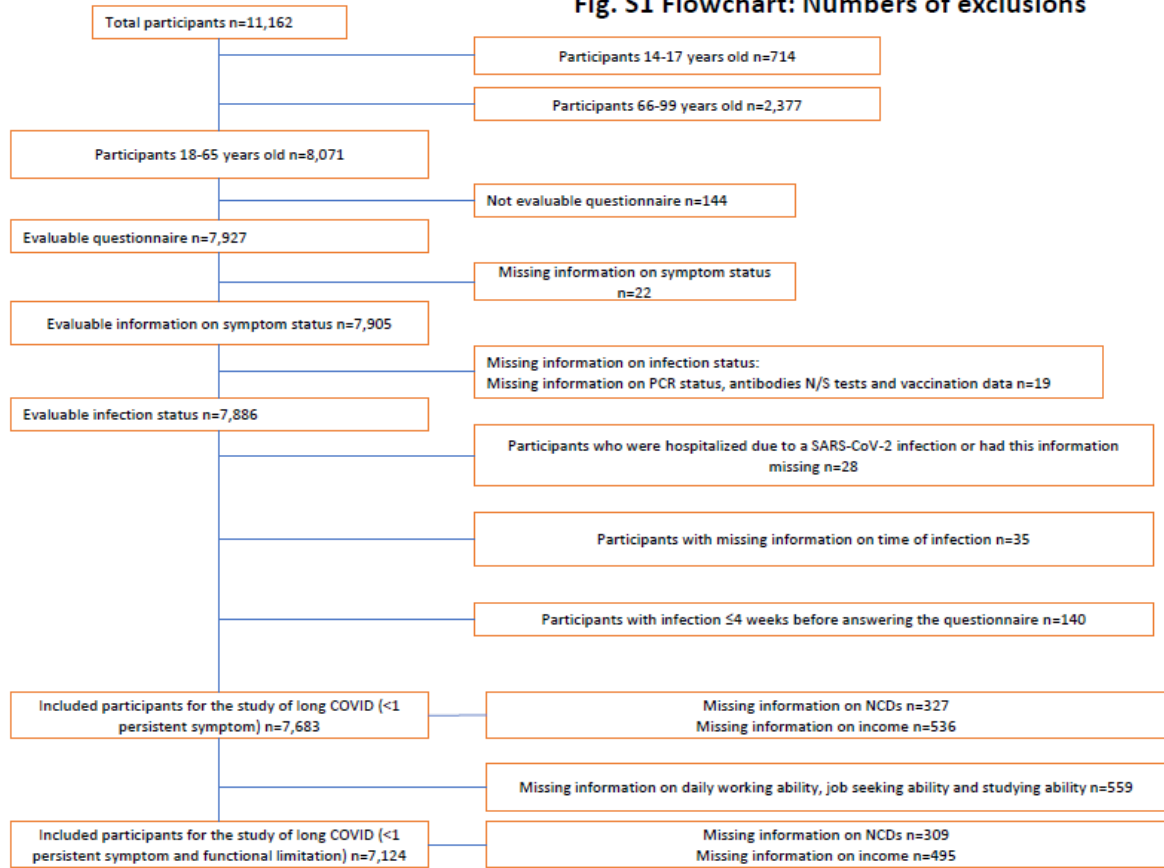 Fig. S1 Flowchart: Numbers of exclusions
Total participants n=11,162
Participants 14-17 years old n=714
Participants 66-99 years old n=2,377
Participants 18-65 years old n=8,071
Not evaluable questionnaire n=144
Evaluable questionnaire n=7,927
Missing information on symptom status
n=22
Evaluable information on symptom status n=7,905
Missing information on infection status:
Missing information on PCR status, antibodies N/S tests and vaccination data n=19
Evaluable infection status n=7,886
Participants who were hospitalized due to a SARS-CoV-2 infection or had this information
missing n=28
Participants with missing information on time of infection n=35
Participants with infection ≤4 weeks before answering the questionnaire n=140
Included participants for the study of long COVID (<1
persistent symptom) n=7,683
Missing information on NCDs n=327
Missing information on income n=536
Missing information on daily working ability, job seeking ability and studying ability n=559
Included participants for the study of long COVID (<1
persistent symptom and functional limitation) n=7,124
Missing information on NCDs n=309
Missing information on income n=495